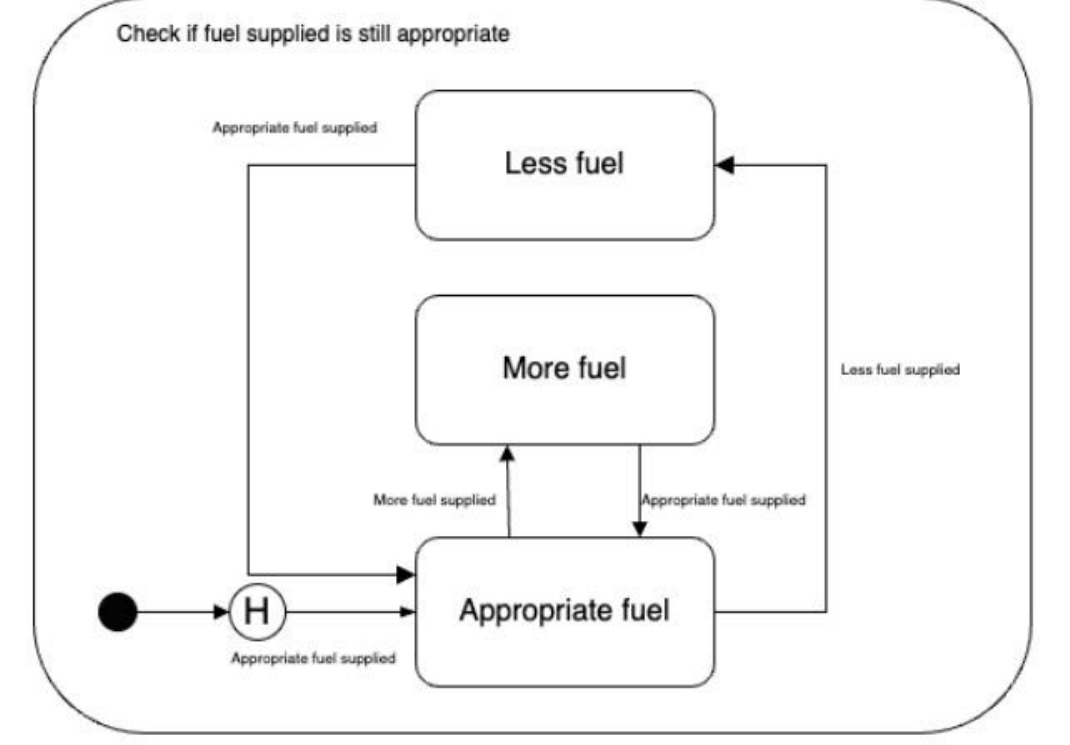 Check if fuel supplied is still appropriate
Appropriate fuel supplied
Less fuel
More fuel
Less fuel supplied
More fuel supplied
Appropriate fuel supplied
H
Appropriate fuel
Appropriate fuel supplied